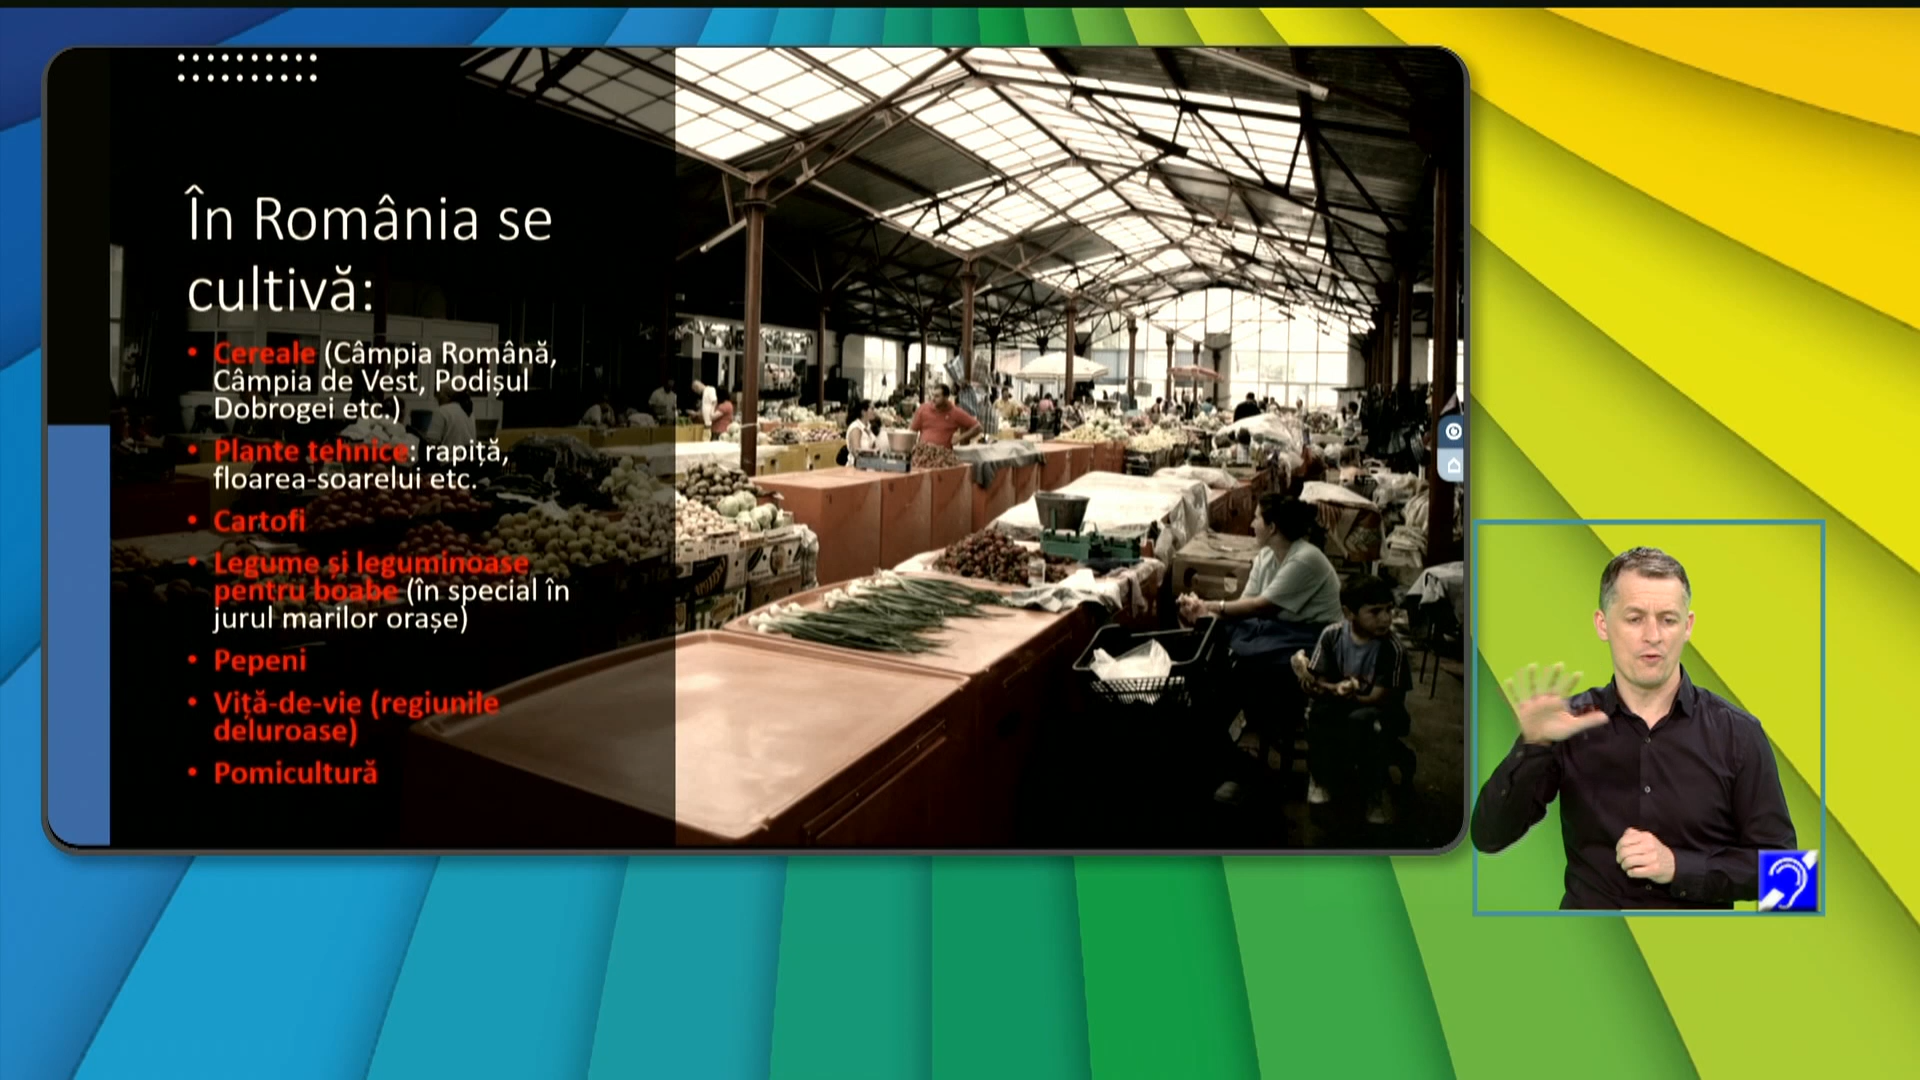 În România se
cultivă:
• Cereale (Câmpia Română,
Câmpia de Vest, Podișul
Dobrogei etc.)
• Plante tehnice: rapiță,
floarea-soarelui etc.
• Cartofi
• Legume și leguminoase
pentru boabe (în special în
jurul marilor orașe)
• Pepeni
• Viță-de-vie (regiunile
deluroase)
• Pomicultură